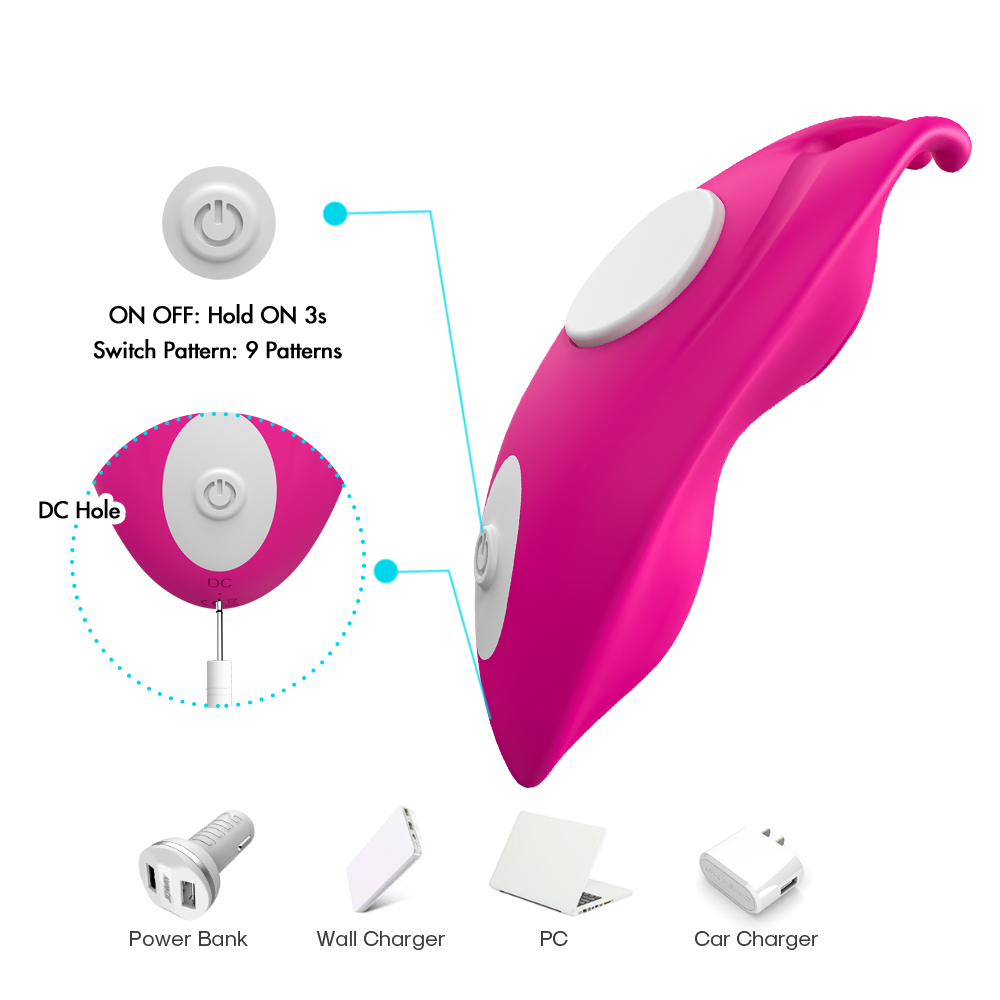 ON OFF: Hold ON 3s
Switch Pattern: 9 Patterns
DC Hole
DC
Power Bank
Wall Charger
PC
Car Charger